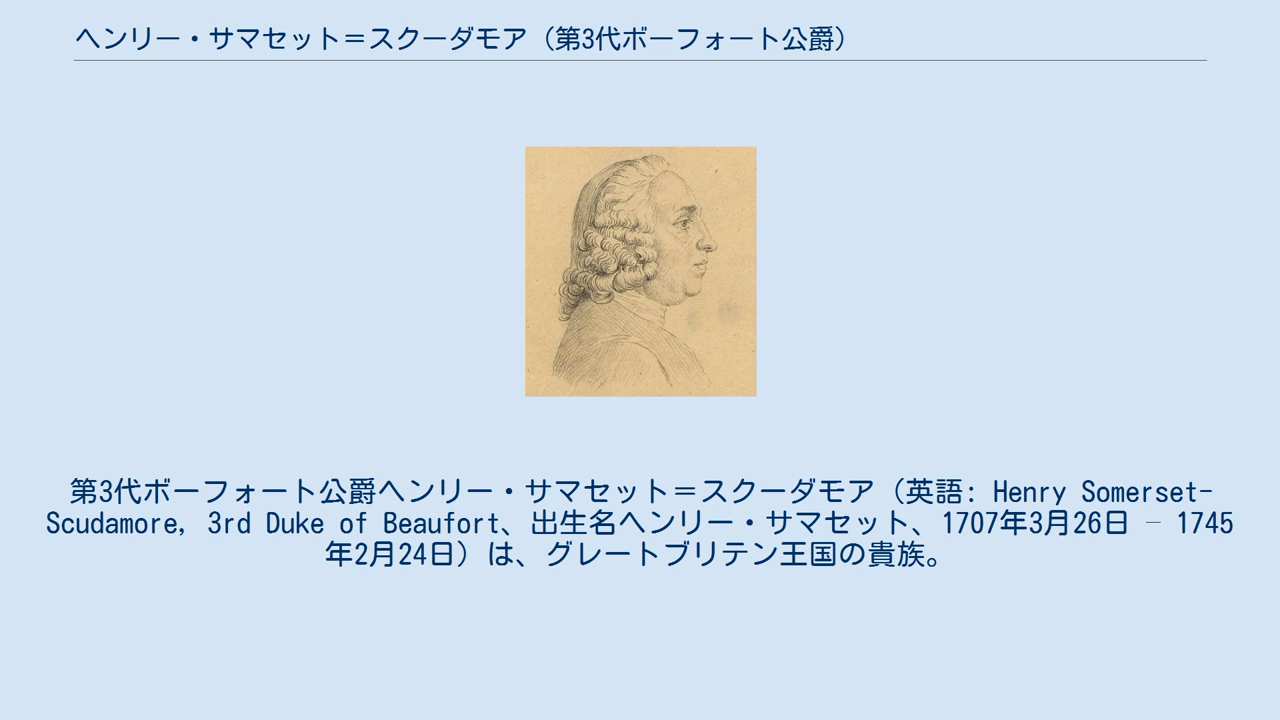 ヘンリー・サマセット＝スクーダモア（第3代ボーフォート公爵）
第3代ボーフォート公爵ヘンリー・サマセット＝スクーダモア（英語: Henry Somerset-
Scudamore, 3rd Duke of Beaufort、出生名ヘンリー・サマセット、1707年3月26日 – 1745
年2月24日）は、グレートブリテン王国の貴族。